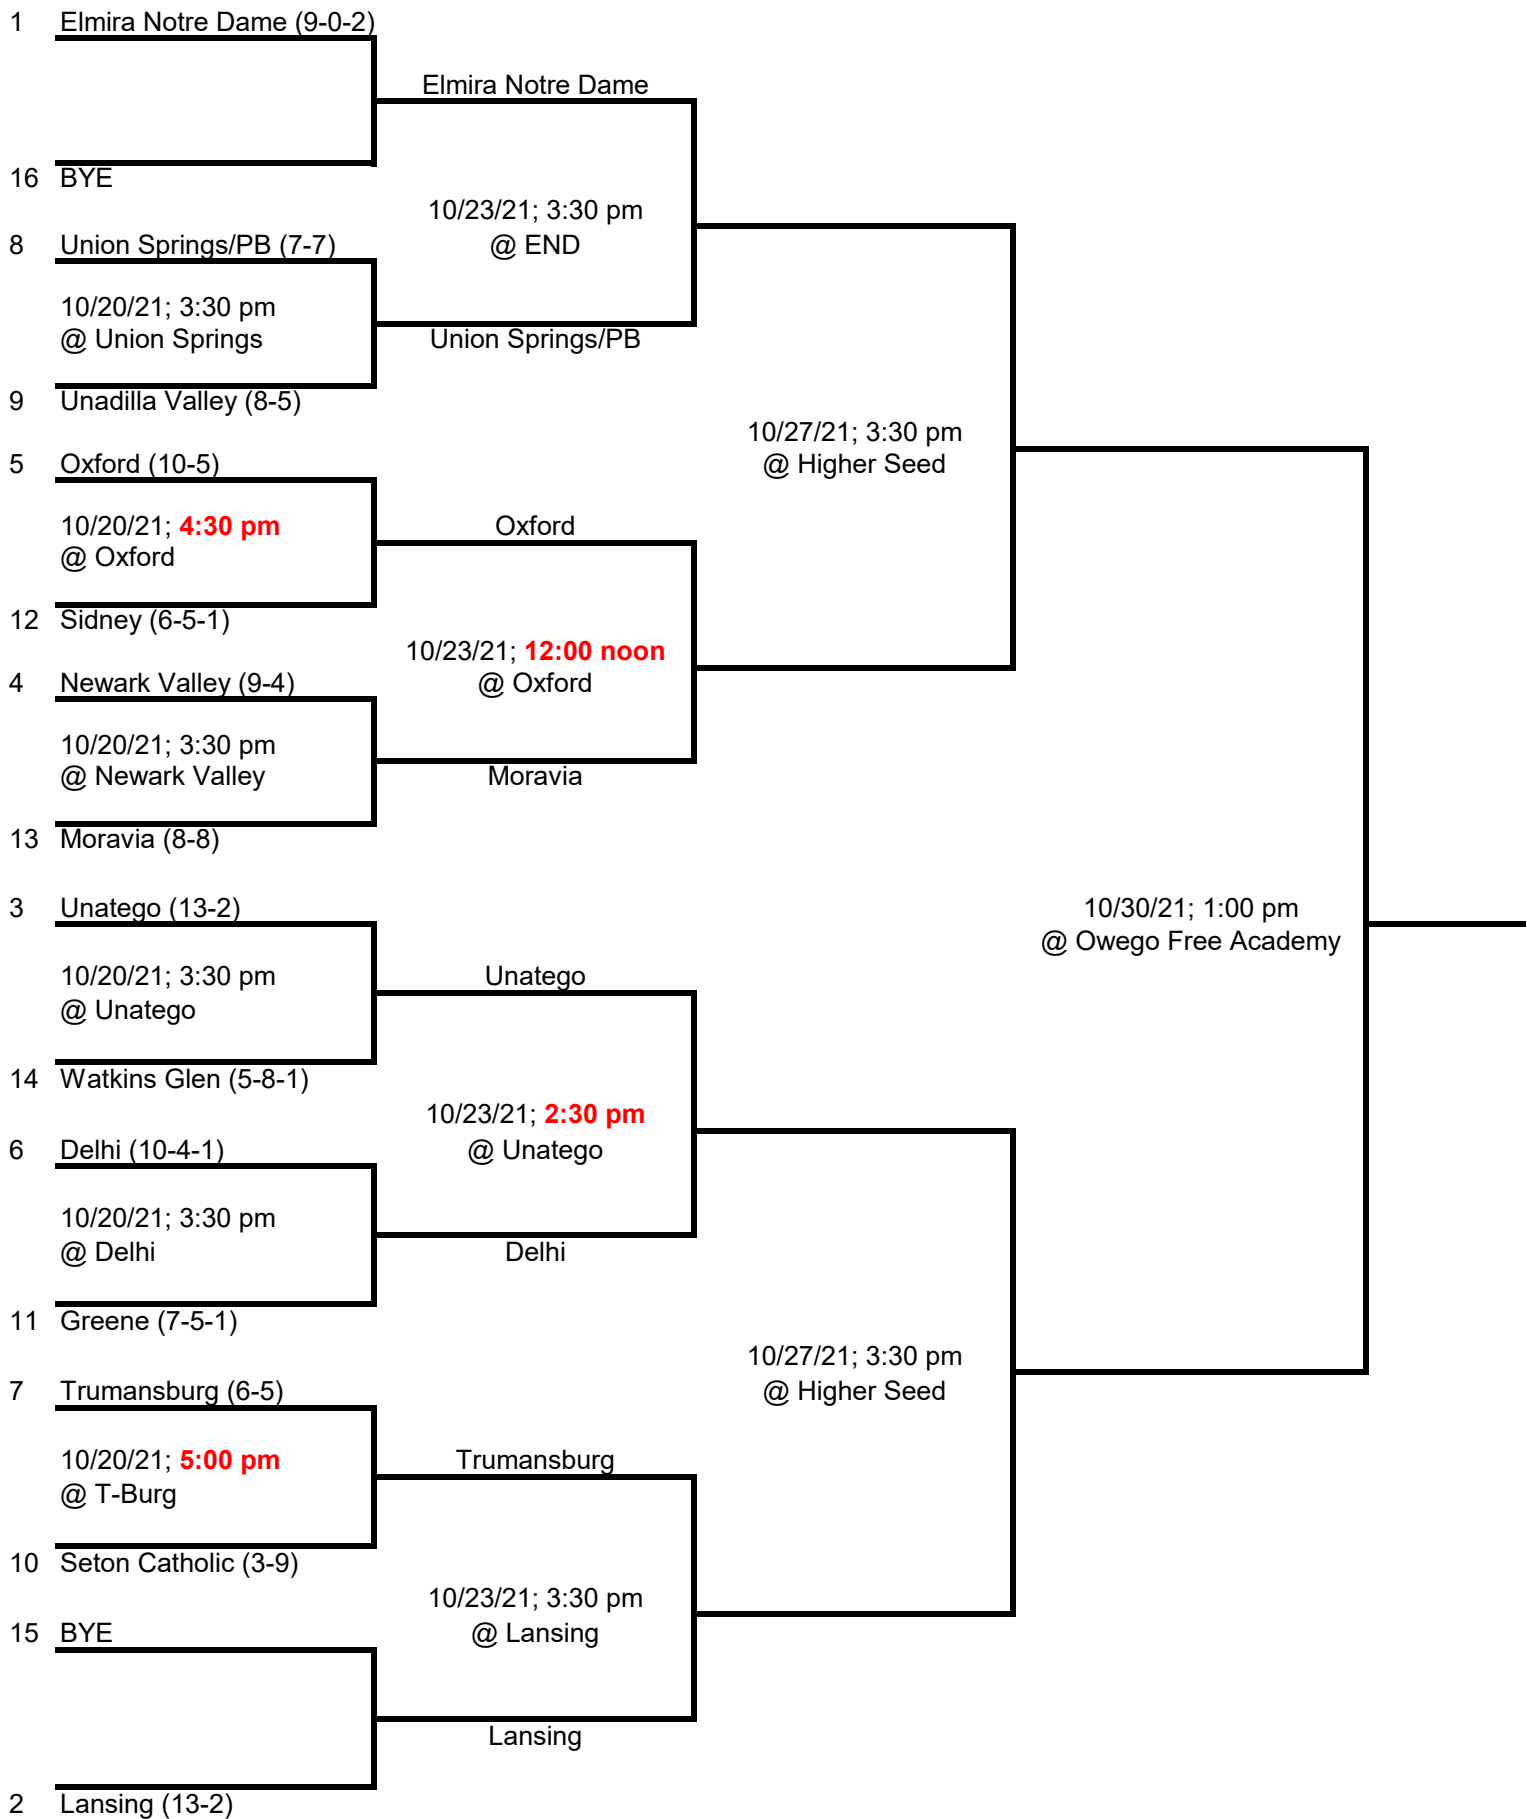 1 Elmira Notre Dame (9-0-2)
Elmira Notre Dame
16 BYE
10/23/21; 3:30 pm
@ END
8 Union Springs/PB (7-7)
10/20/21; 3:30 pm
@ Union Springs
Union Springs/PB
9 Unadilla Valley (8-5)
10/27/21; 3:30 pm
@ Higher Seed
5 Oxford (10-5)
10/20/21; 4:30 pm
@ Oxford
Oxford
12 Sidney (6-5-1)
10/23/21; 12:00 noon
@ Oxford
4 Newark Valley (9-4)
10/20/21; 3:30 pm
@ Newark Valley
Moravia
13 Moravia (8-8)
10/30/21; 1:00 pm
@ Owego Free Academy
3 Unatego (13-2)
10/20/21; 3:30 pm
@ Unatego
Unatego
14 Watkins Glen (5-8-1)
10/23/21; 2:30 pm
@ Unatego
6 Delhi (10-4-1)
10/20/21; 3:30 pm
@ Delhi
Delhi
11 Greene (7-5-1)
10/27/21; 3:30 pm
@ Higher Seed
7 Trumansburg (6-5)
10/20/21; 5:00 pm
@ T-Burg
Trumansburg
10 Seton Catholic (3-9)
10/23/21; 3:30 pm
@ Lansing
15 BYE
Lansing
2 Lansing (13-2)